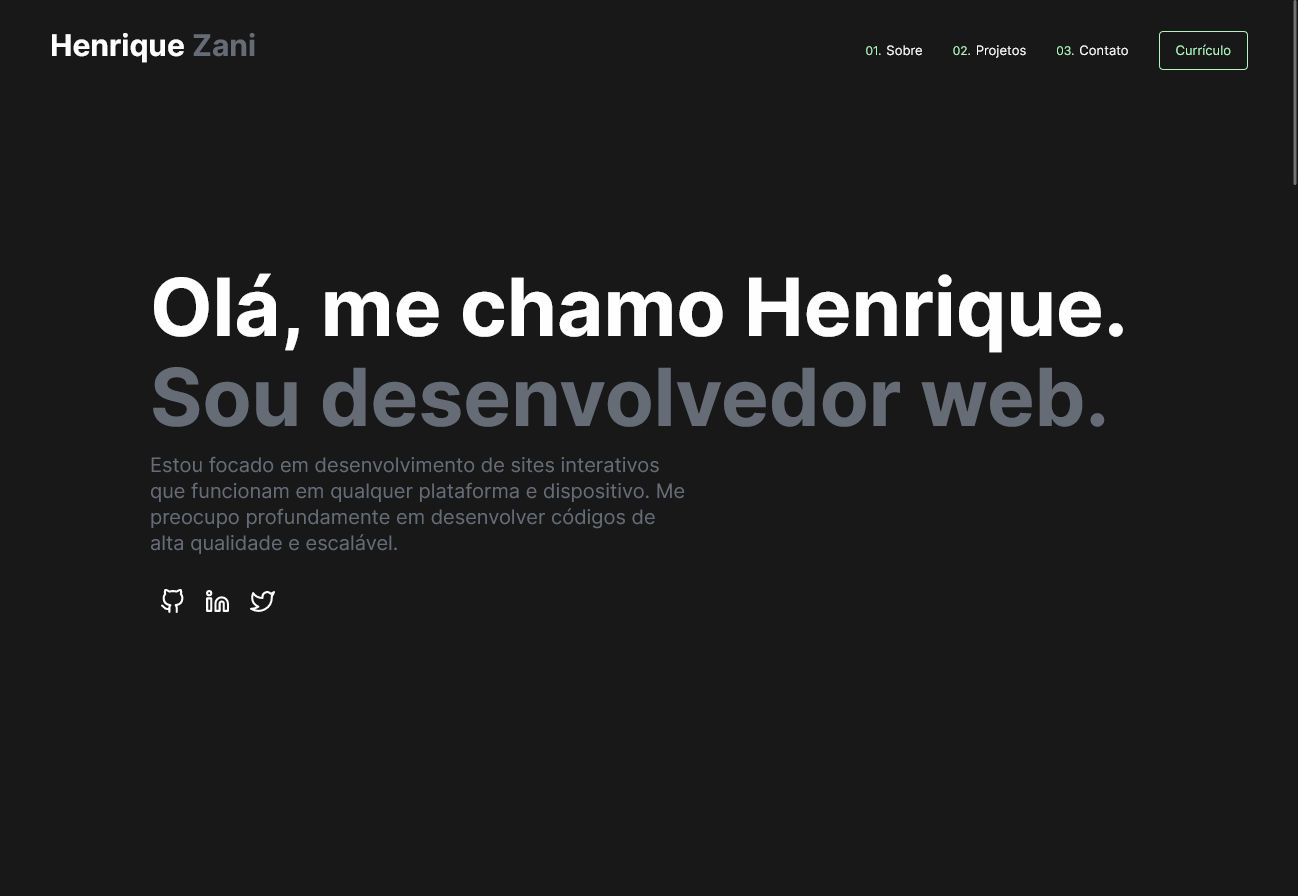 Henrique Zani
01. Sobre 02. Projetos 03. Contato Currículo
Olá, me chamo Henrique.
Sou desenvolvedor web.
Estou focado em desenvolvimento de sites interativos
que funcionam em qualquer plataforma e dispositivo. Me
preocupo profundamente em desenvolver códigos de
alta qualidade e escalável.